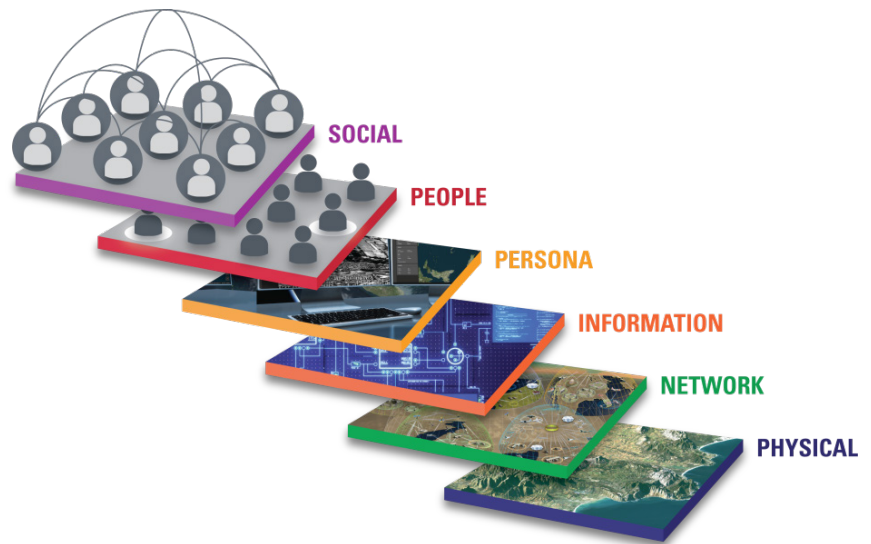 SOCIAL
PEOPLE
PERSONA
INFORMATION
NETWORK
PHYSICAL